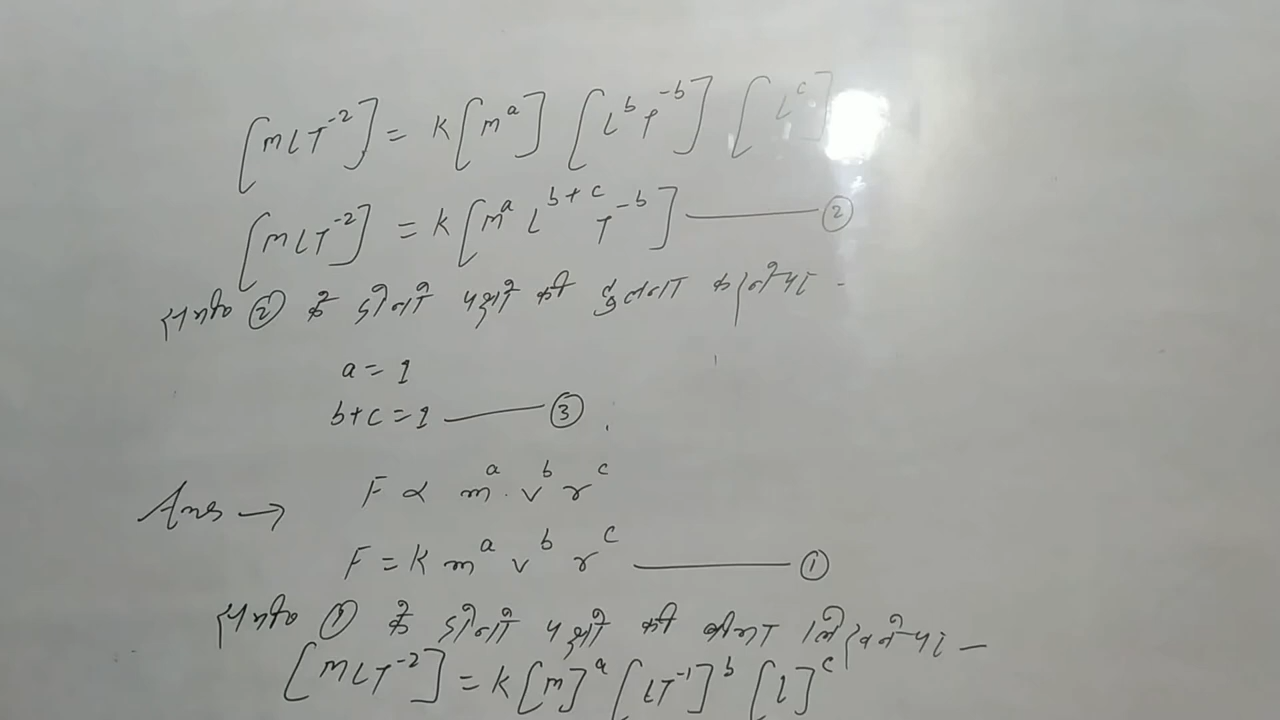 [MLT⁻²] = K[Mᵃ] [Lᵇ T⁻ᵇ] [Lᶜ]
[MLT⁻²] = K[Mᵃ Lᵇ⁺ᶜ T⁻ᵇ] —— ②
समी० ② के दोनों पक्षों की तुलना करने पर -
a = 1
b+c = 1 —— ③
Ans → F ∝ mᵃ. vᵇ rᶜ
F = K mᵃ vᵇ rᶜ —— ①
समी० ① के दोनों पक्षों की वीमा लिखने पर —
[MLT⁻²] = K[M]ᵃ [LT⁻¹]ᵇ [L]ᶜ